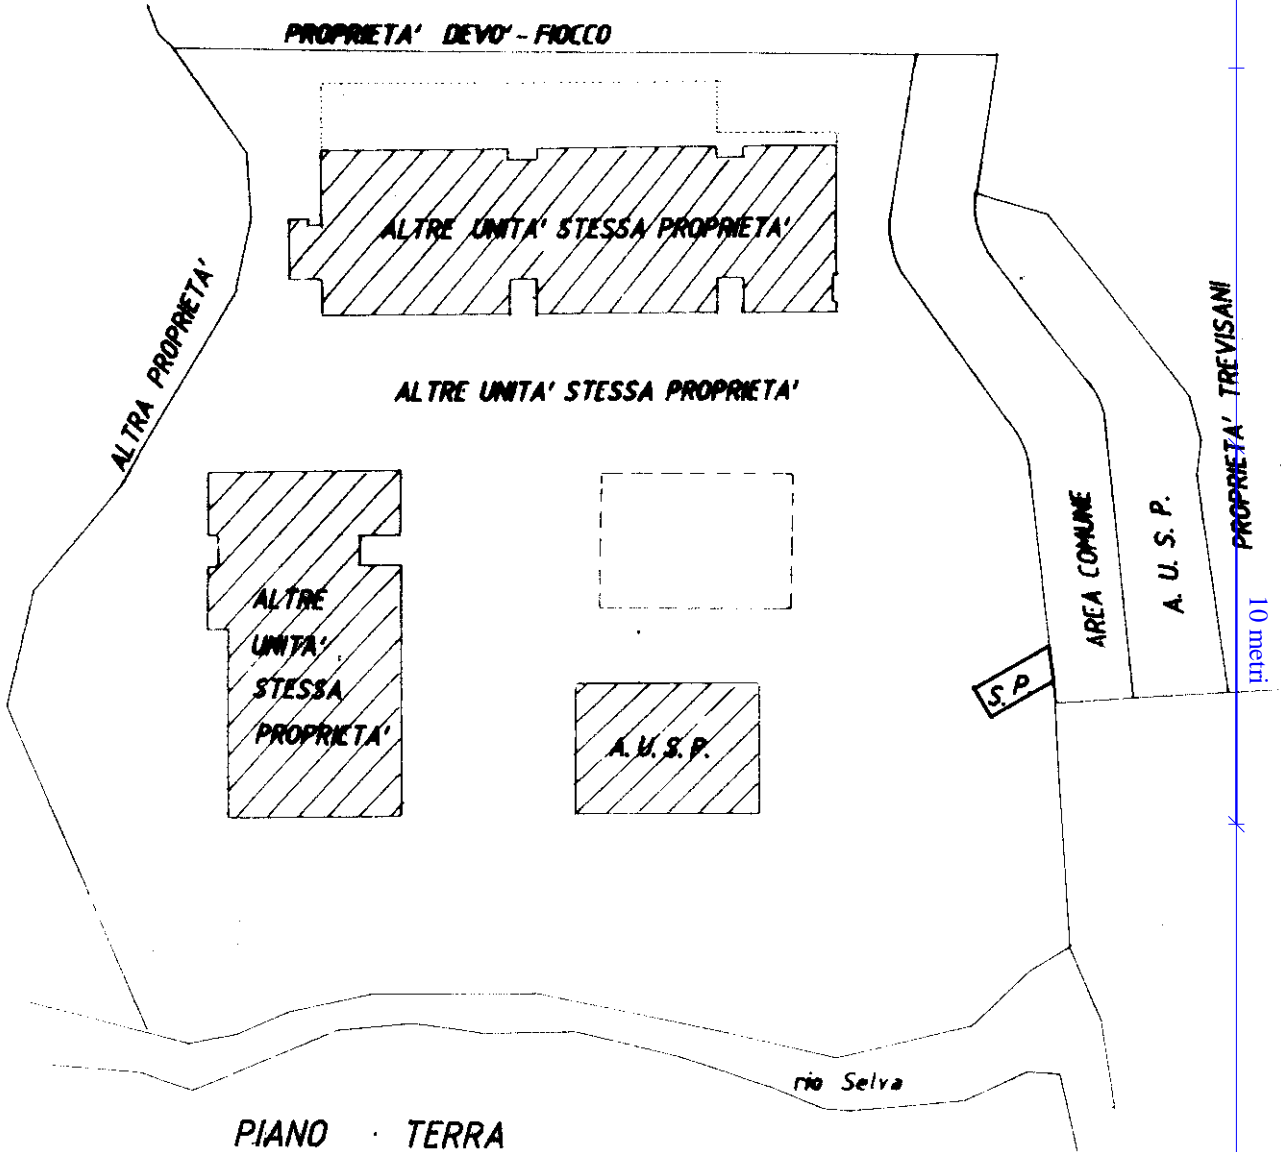 PROPRIETA' DEVO'-FIOCCO
ALTRE UNITA' STESSA PROPRIETA'
ALTRA PROPRIETA'
PROPRIETA' TREVISANI
ALTRE UNITA' STESSA PROPRIETA'
AREA COMUNE
A. U. S. P.
10 metri
ALTRE
UNITA'
STESSA
PROPRIETA'
S. P
A. U. S. P.
rio Selva
PIANO TERRA